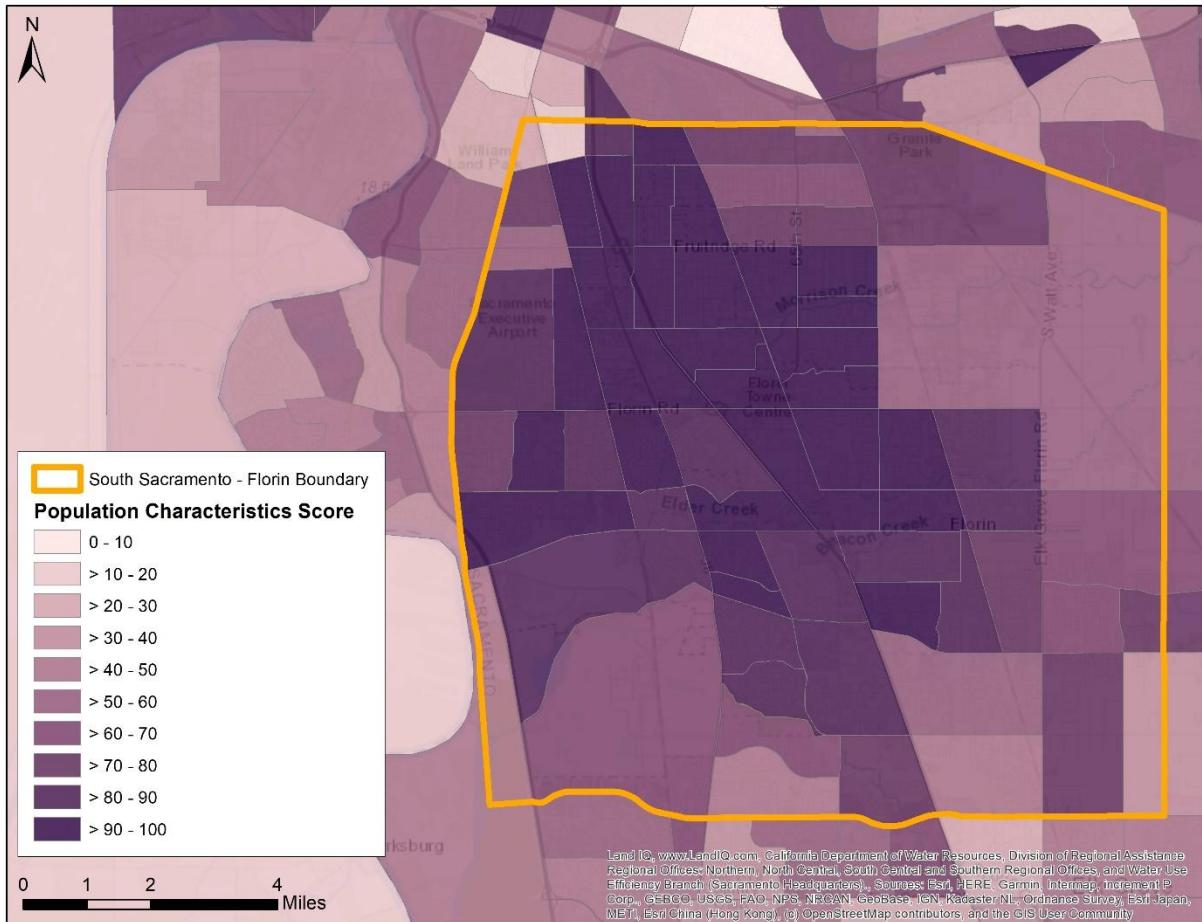 N
William
Land Park
Granite
Park
18 ft
Fruitridge Rd
65th St
Morrison Creek
S Watt Ave
Sacramento
Executive
Airport
Florin Rd
Florin
Towne
Centre
Elder Creek
Beacon Creek
Florin
Elk Grove Florin Rd
SACRAMENTO
South Sacramento - Florin Boundary
Population Characteristics Score
0 - 10
> 10 - 20
> 20 - 30
> 30 - 40
> 40 - 50
> 50 - 60
> 60 - 70
> 70 - 80
> 80 - 90
> 90 - 100
rksburg
0 1 2 4
Miles
Land IQ, www.LandIQ.com, California Department of Water Resources, Division of Regional Assistance
Regional Offices: Northern, North Central, South Central and Southern Regional Offices, and Water Use
Efficiency Branch (Sacramento Headquarters)., Sources: Esri, HERE, Garmin, Intermap, increment P
Corp., GEBCO, USGS, FAO, NPS, NRCAN, GeoBase, IGN, Kadaster NL, Ordnance Survey, Esri Japan,
METI, Esri China (Hong Kong), (c) OpenStreetMap contributors, and the GIS User Community